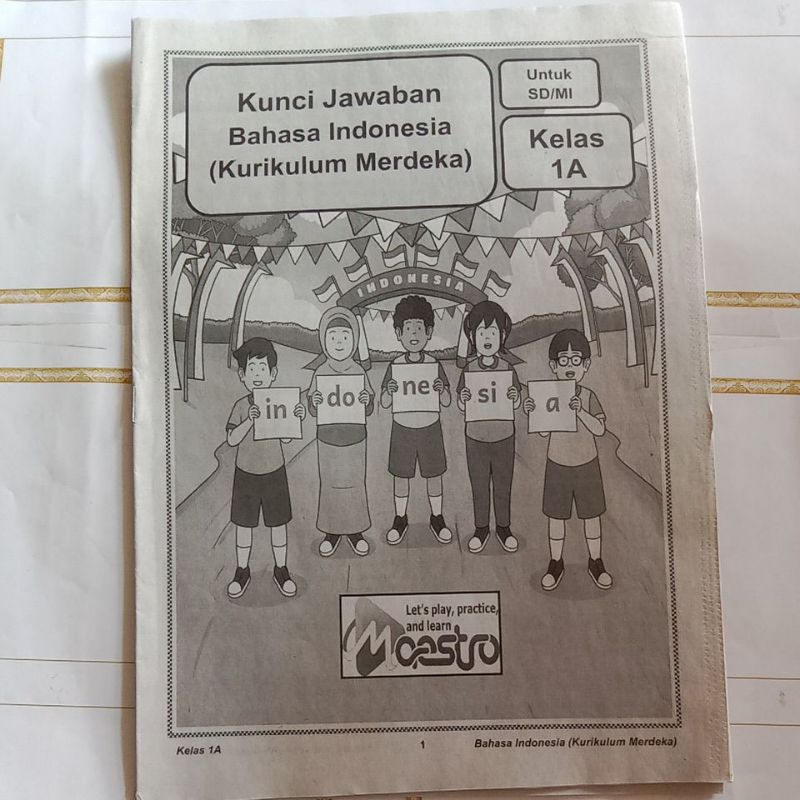 Kunci Jawaban
Bahasa Indonesia
(Kurikulum Merdeka)
Untuk
SD/MI
Kelas
1A
INDONESIA
in
do
ne
si
a
Let's play, practice,
and learn
Maestro
Kelas 1A
1
Bahasa Indonesia (Kurikulum Merdeka)